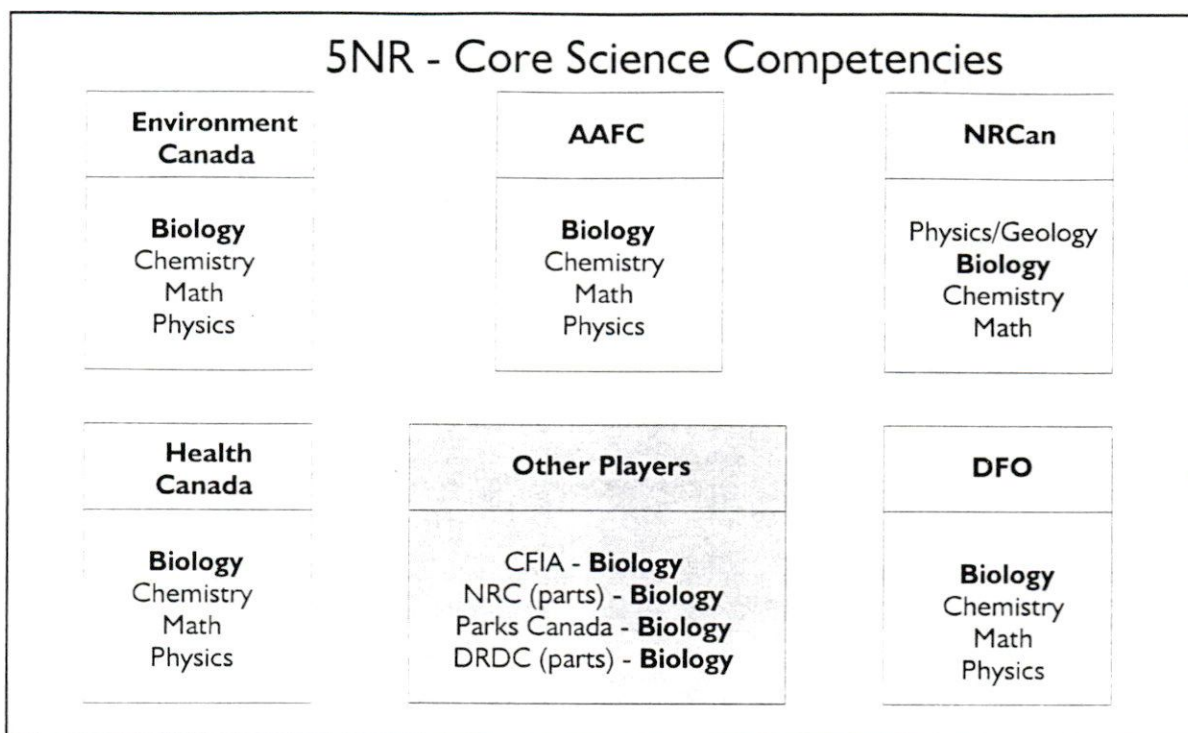 5NR - Core Science Competencies
Environment
Canada
Biology
Chemistry
Math
Physics
AAFC
Biology
Chemistry
Math
Physics
NRCan
Physics/Geology
Biology
Chemistry
Math
Health
Canada
Biology
Chemistry
Math
Physics
Other Players
CFIA - Biology
NRC (parts) - Biology
Parks Canada - Biology
DRDC (parts) - Biology
DFO
Biology
Chemistry
Math
Physics